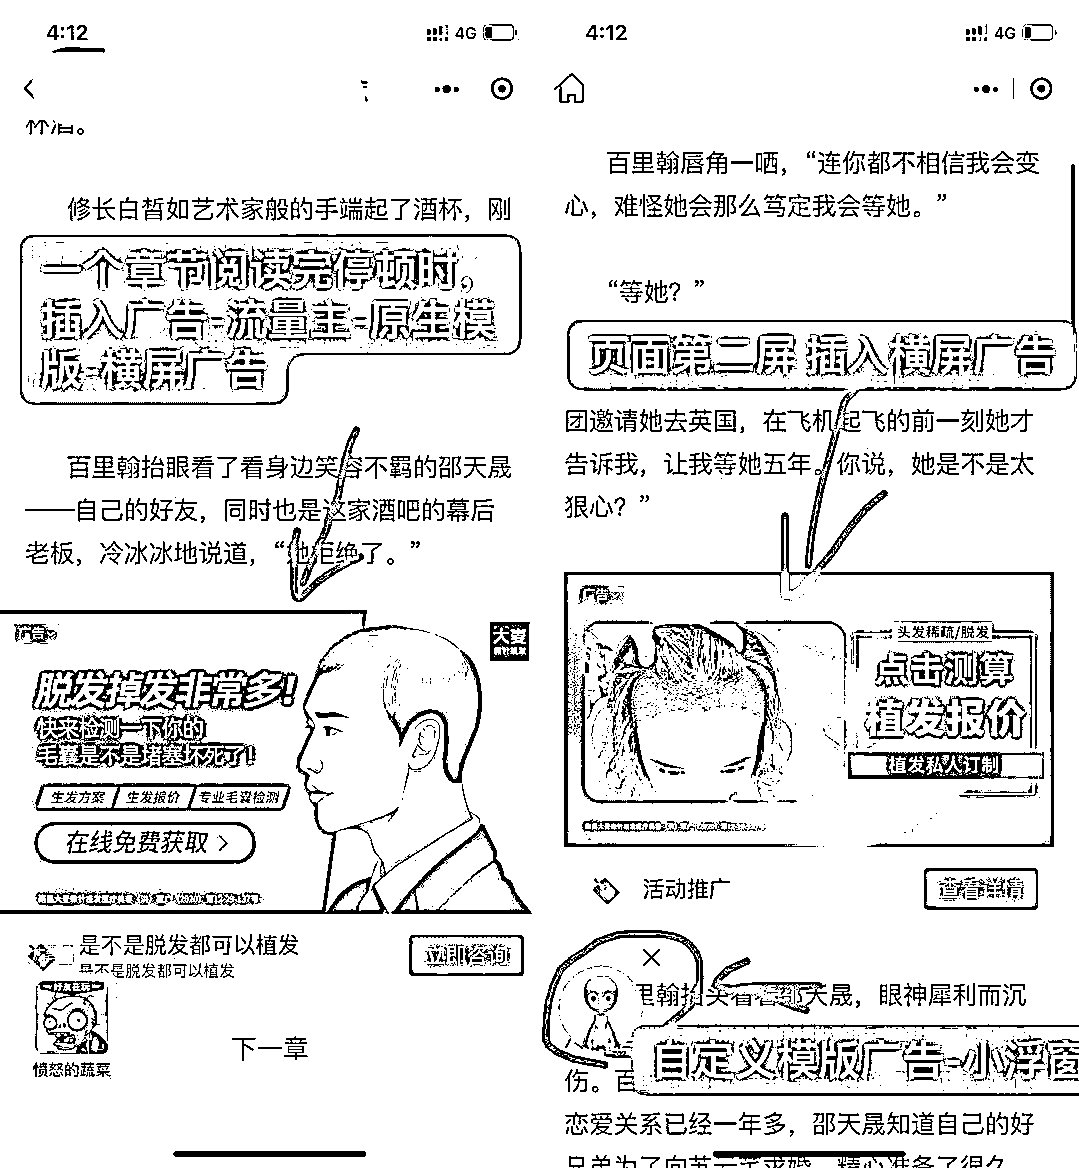 4:12
4G
修长白皙如艺术家般的手端起了酒杯，刚
一个章节阅读完停顿时，
插入广告-流量主-原生模
版-横屏广告
百里翰抬眼看了看身边笑容不羁的邵天晟
——自己的好友，同时也是这家酒吧的幕后
老板，冷冰冰地说道，“她拒绝了。”
广告
大麦
脱发掉发非常多!
快来检测一下你的
毛囊是不是堵塞坏死了!
生发方案
生发报价
专业毛囊检测
在线免费获取 >
是不是脱发都可以植发
是不是脱发都可以植发
立即咨询
愤怒的蔬菜
下一章
4:12
4G
百里翰唇角一哂，“连你都不相信我会变
心，难怪她会那么笃定我会等她。”
“等她？”
页面第二屏 插入横屏广告
团邀请她去英国，在飞机起飞的前一刻她才
告诉我，让我等她五年。你说，她是不是太
狠心？”
广告
头发稀疏/脱发
点击测算
植发报价
植发私人订制
活动推广
查看详情
里翰抬
天晟，眼神犀利而沉
自定义模版广告-小浮窗
伤。百
恋爱关系已经一年多，邵天晟知道自己的好